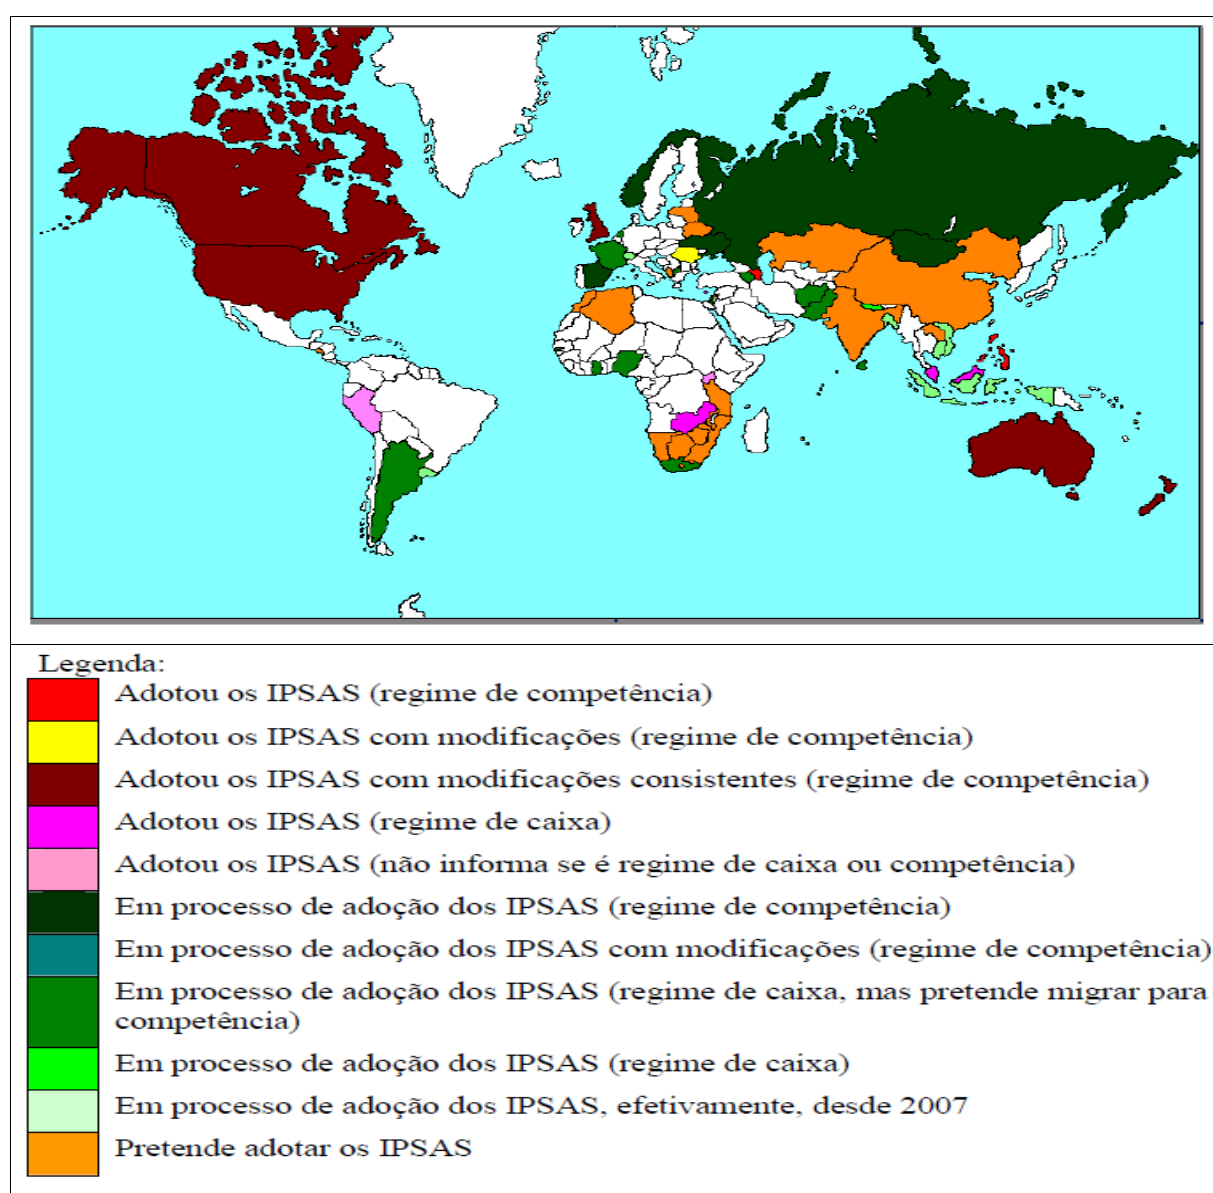 Legenda:
Adotou os IPSAS (regime de competência)
Adotou os IPSAS com modificações (regime de competência)
Adotou os IPSAS com modificações consistentes (regime de competência)
Adotou os IPSAS (regime de caixa)
Adotou os IPSAS (não informa se é regime de caixa ou competência)
Em processo de adoção dos IPSAS (regime de competência)
Em processo de adoção dos IPSAS com modificações (regime de competência)
Em processo de adoção dos IPSAS (regime de caixa, mas pretende migrar para
competência)
Em processo de adoção dos IPSAS (regime de caixa)
Em processo de adoção dos IPSAS, efetivamente, desde 2007
Pretende adotar os IPSAS